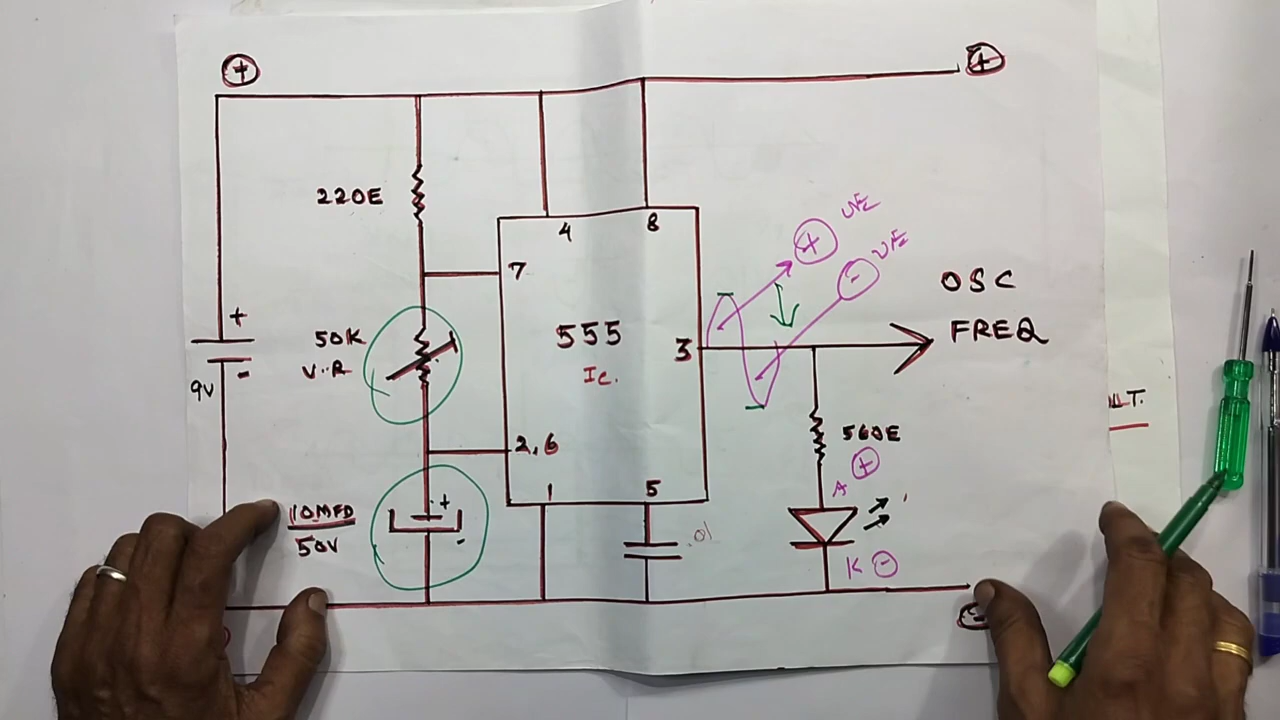 +
+
220E
4
8
+VE
-VE
7
OSC
FREQ
+
50K
V.R
555
3
Ic.
-
9V
560E
2,6
+
A
1
5
10MFD
+
50V
-
.01
K -
-